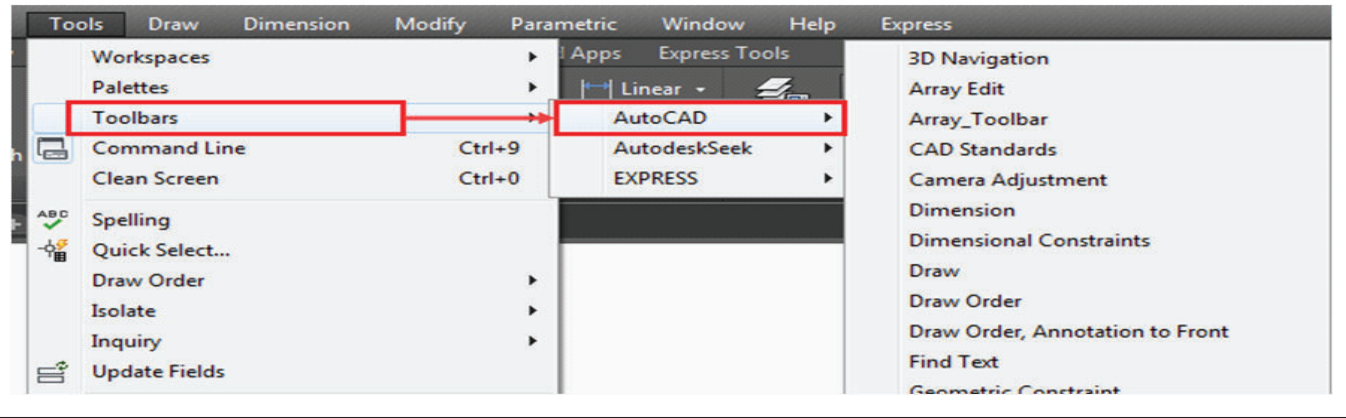 Tools Draw Dimension Modify Parametric Window Help Express
Apps Express Tools
Linear
Workspaces
Palettes
Toolbars
Command Line Ctrl+9
Clean Screen Ctrl+0
ABC
Spelling
Quick Select...
Draw Order
Isolate
Inquiry
Update Fields
AutoCAD
AutodeskSeek
EXPRESS
3D Navigation
Array Edit
Array_Toolbar
CAD Standards
Camera Adjustment
Dimension
Dimensional Constraints
Draw
Draw Order
Draw Order, Annotation to Front
Find Text
Geometric Constraint